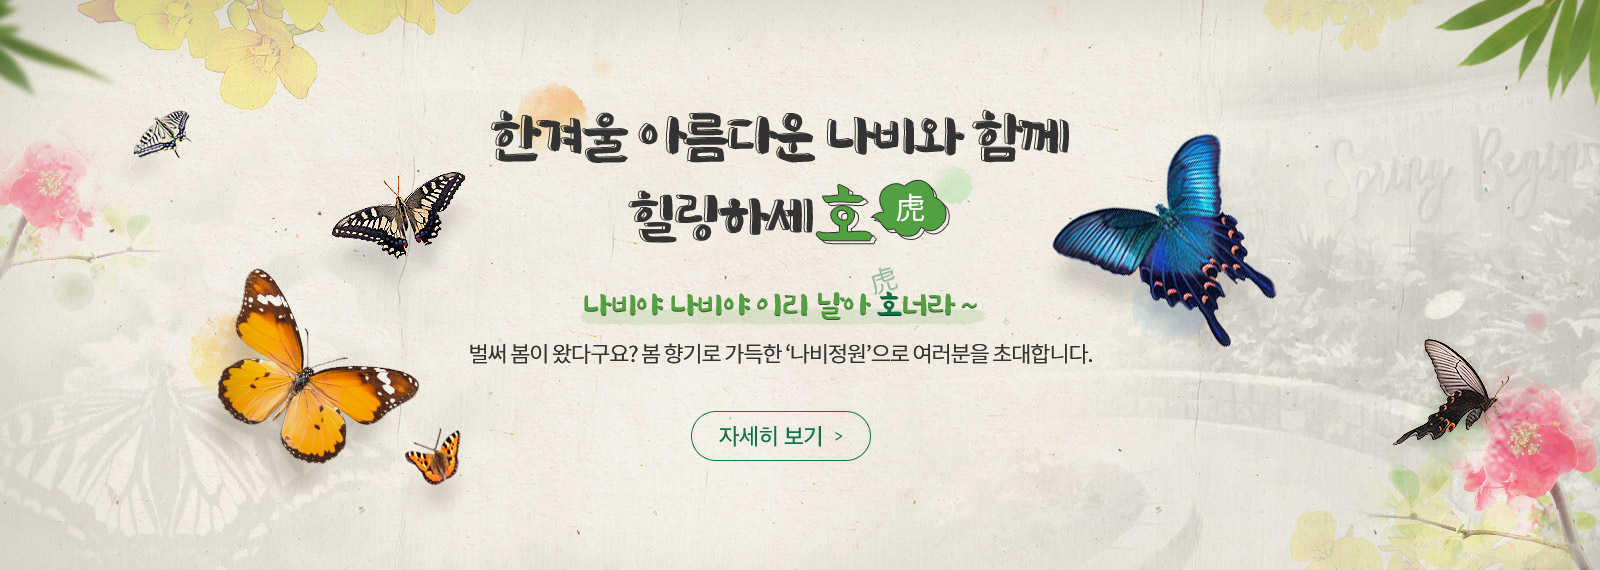 Spring Begins
한겨울 아름다운 나비와 함께
힐링하세호 虎
虎
나비야 나비야 이리 날아 호너라 ~
벌써 봄이 왔다구요? 봄 향기로 가득한 ‘나비정원’으로 여러분을 초대합니다.
자세히 보기 >